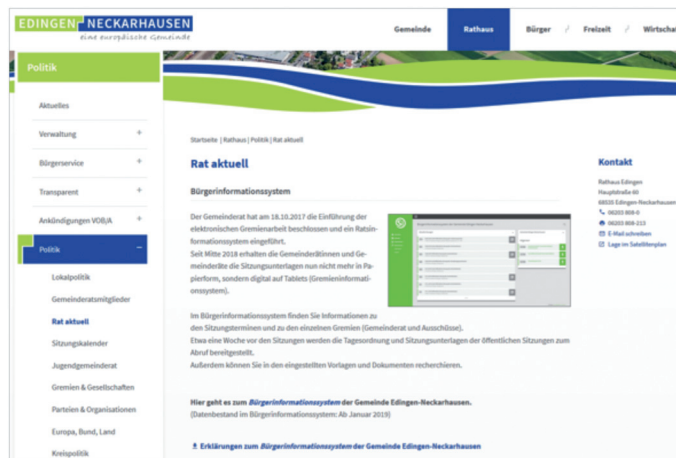 EDINGEN NECKARHAUSEN
eine europäische Gemeinde
Gemeinde
Rathaus
Bürger
Freizeit
Wirtscha
Politik
Aktuelles
Verwaltung +
Bürgerservice +
Transparent +
Ankündigungen VOB/A +
Politik −
Lokalpolitik
Gemeinderatsmitglieder
Rat aktuell
Sitzungskalender
Jugendgemeinderat
Gremien & Gesellschaften
Parteien & Organisationen
Europa, Bund, Land
Kreispolitik
Startseite | Rathaus | Politik | Rat aktuell
Rat aktuell
Bürgerinformationssystem
Der Gemeinderat hat am 18.10.2017 die Einführung der
elektronischen Gremienarbeit beschlossen und ein Ratsin-
formationssystem eingeführt.
Seit Mitte 2018 erhalten die Gemeinderätinnen und Ge-
meinderäte die Sitzungsunterlagen nun nicht mehr in Pa-
pierform, sondern digital auf Tablets (Gremieninformati-
onssystem).
Im Bürgerinformationssystem finden Sie Informationen zu
den Sitzungsterminen und zu den einzelnen Gremien (Gemeinderat und Ausschüsse).
Etwa eine Woche vor den Sitzungen werden die Tagesordnung und Sitzungsunterlagen der öffentlichen Sitzungen zum
Abruf bereitgestellt.
Außerdem können Sie in den eingestellten Vorlagen und Dokumenten recherchieren.
Hier geht es zum Bürgerinformationssystem der Gemeinde Edingen-Neckarhausen.
(Datenbestand im Bürgerinformationssystem: Ab Januar 2019)
Erklärungen zum Bürgerinformationssystem der Gemeinde Edingen-Neckarhausen
Kontakt
Rathaus Edingen
Hauptstraße 60
68535 Edingen-Neckarhausen
06203 808-0
06203 808-213
E-Mail schreiben
Lage im Satellitenplan